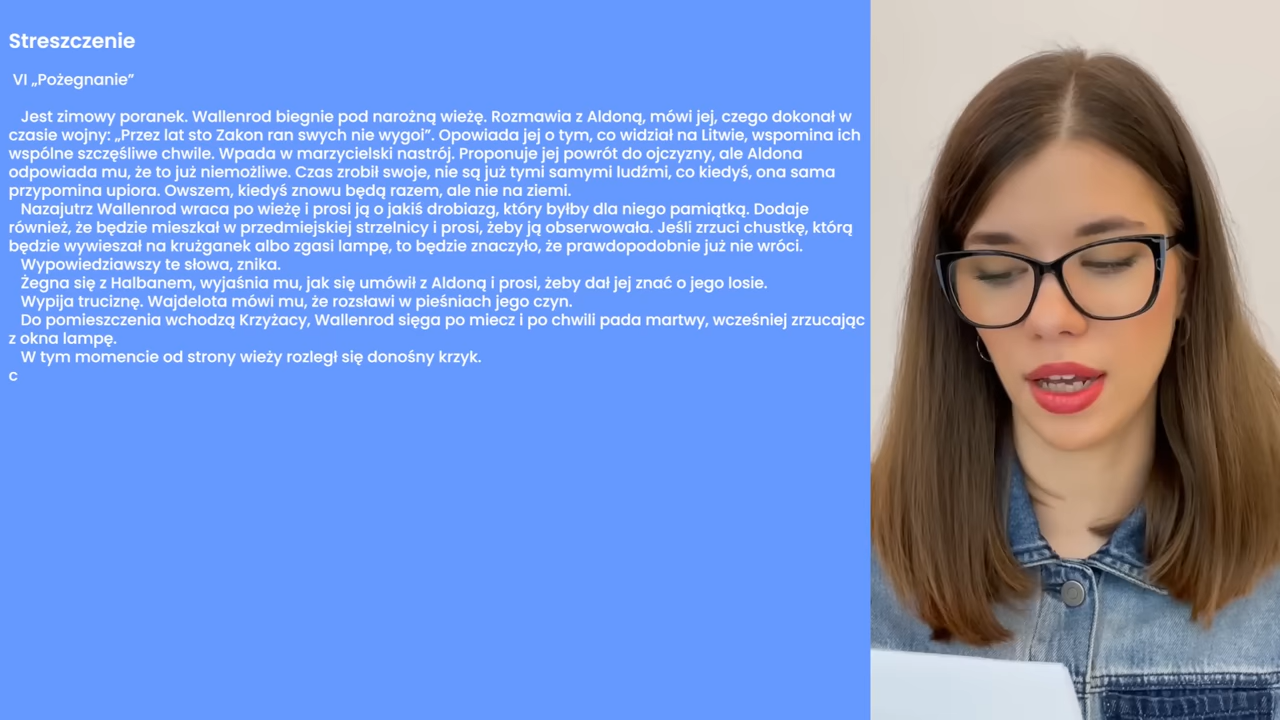 Streszczenie
VI „Pożegnanie”
Jest zimowy poranek. Wallenrod biegnie pod narożną wieżę. Rozmawia z Aldoną, mówi jej, czego dokonał w
czasie wojny: „Przez lat sto Zakon ran swych nie wygoi”. Opowiada jej o tym, co widział na Litwie, wspomina ich
wspólne szczęśliwe chwile. Wpada w marzycielski nastrój. Proponuje jej powrót do ojczyzny, ale Aldona
odpowiada mu, że to już niemożliwe. Czas zrobił swoje, nie są już tymi samymi ludźmi, co kiedyś, ona sama
przypomina upiora. Owszem, kiedyś znowu będą razem, ale nie na ziemi.
Nazajutrz Wallenrod wraca po wieżę i prosi ją o jakiś drobiazg, który byłby dla niego pamiątką. Dodaje
również, że będzie mieszkał w przedmiejskiej strzelnicy i prosi, żeby ją obserwowała. Jeśli zrzuci chustkę, którą
będzie wywieszał na krużganek albo zgasi lampę, to będzie znaczyło, że prawdopodobnie już nie wróci.
Wypowiedziawszy te słowa, znika.
Żegna się z Halbanem, wyjaśnia mu, jak się umówił z Aldoną i prosi, żeby dał jej znać o jego losie.
Wypija truciznę. Wajdelota mówi mu, że rozsławi w pieśniach jego czyn.
Do pomieszczenia wchodzą Krzyżacy, Wallenrod sięga po miecz i po chwili pada martwy, wcześniej zrzucając
z okna lampę.
W tym momencie od strony wieży rozległ się donośny krzyk.
c